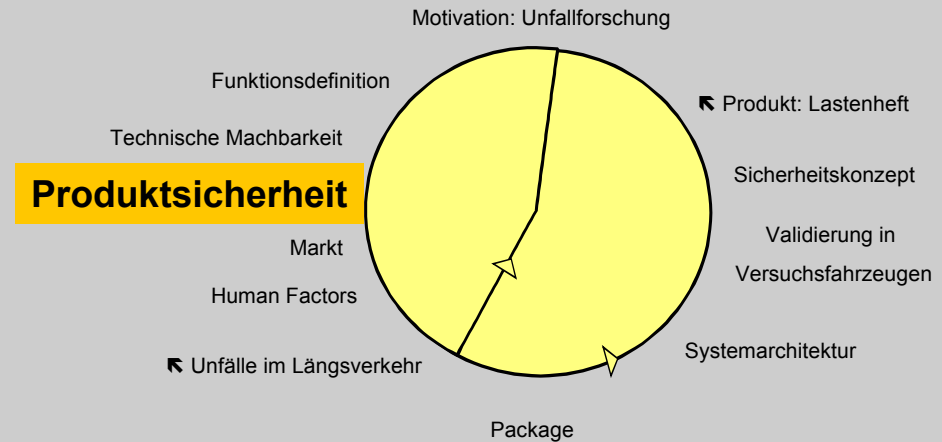 Motivation: Unfallforschung
Funktionsdefinition
↖ Produkt: Lastenheft
Technische Machbarkeit
Sicherheitskonzept
Produktsicherheit
Validierung in
Versuchsfahrzeugen
Markt
Human Factors
Systemarchitektur
↖ Unfälle im Längsverkehr
Package